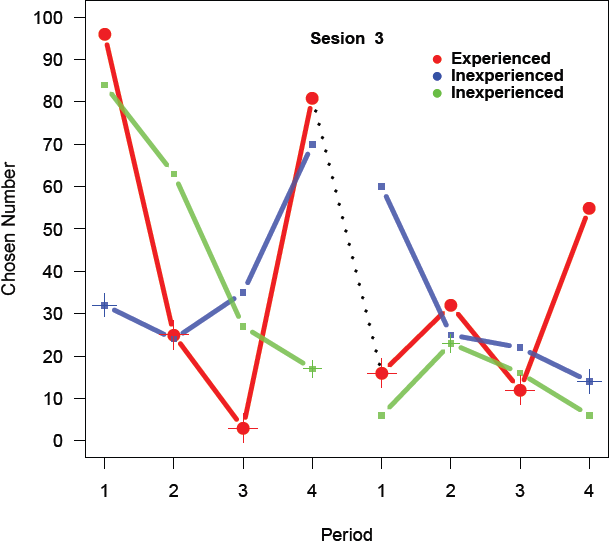 Sesion 3
Experienced
Inexperienced
Inexperienced
Chosen Number
100
90
80
70
60
50
40
30
20
10
0
1 2 3 4 1 2 3 4
Period